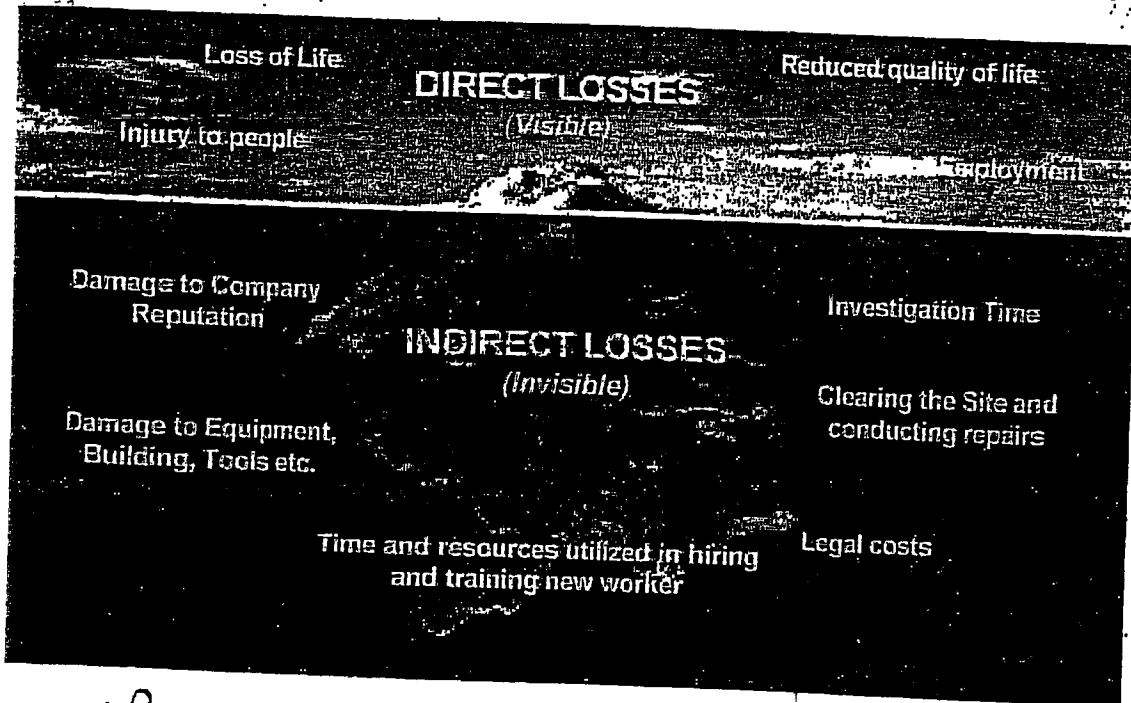 Loss of Life
DIRECT LOSSES
(Visible)
Reduced quality of life
Injury to people
Damage to Company
Reputation
INDIRECT LOSSES
(Invisible)
Investigation Time
Damage to Equipment,
Building, Tools etc.
Clearing the Site and
conducting repairs
Time and resources utilized in hiring
and training new worker
Legal costs